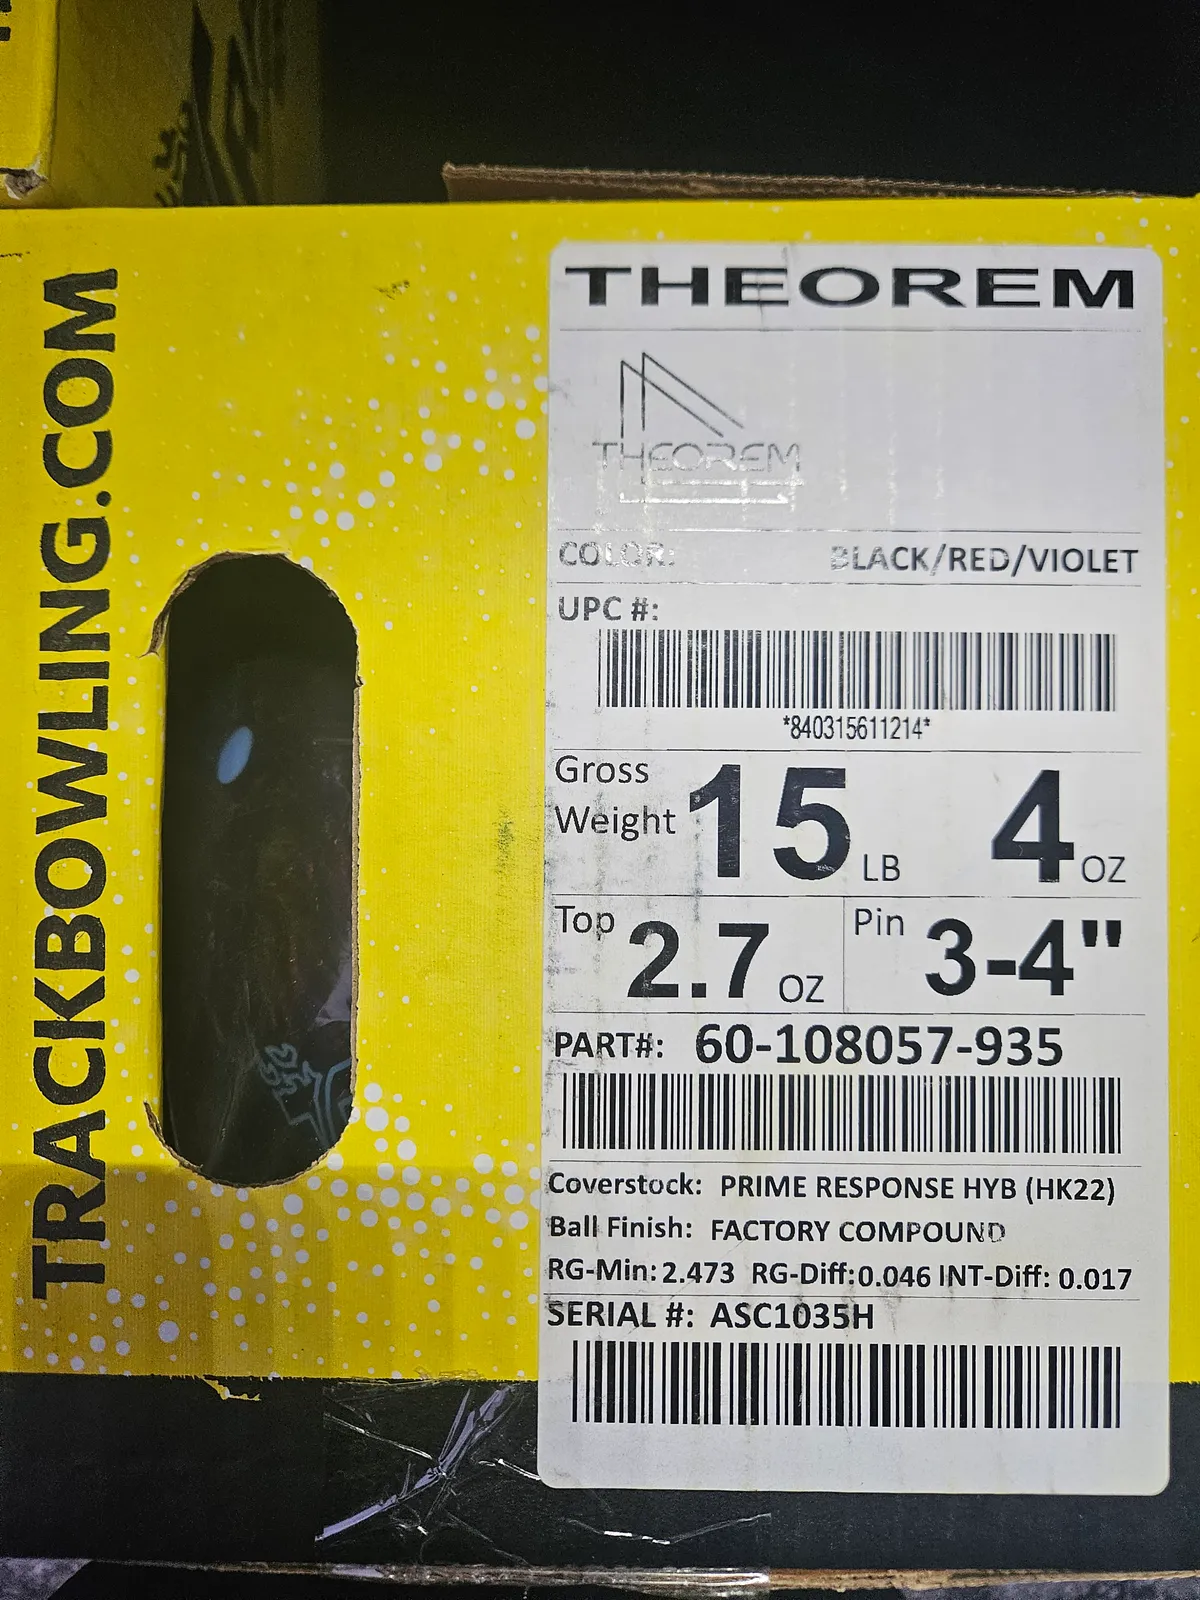 TRACKBOWLING.COM
THEOREM
THEOREM
COLOR: BLACK/RED/VIOLET
UPC #:
*840315611214*
Gross Weight 15 LB 4 OZ
Top 2.7 OZ Pin 3-4"
PART#: 60-108057-935
Coverstock: PRIME RESPONSE HYB (HK22)
Ball Finish: FACTORY COMPOUND
RG-Min: 2.473 RG-Diff: 0.046 INT-Diff: 0.017
SERIAL #: ASC1035H